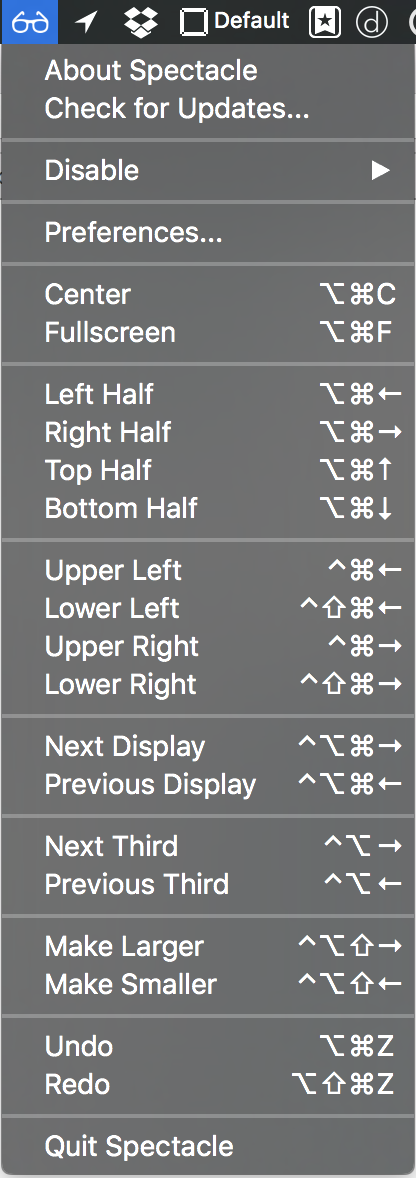 Default
About Spectacle
Check for Updates...
Disable ▶
Preferences...
Center ⌥⌘C
Fullscreen ⌥⌘F
Left Half ⌥⌘←
Right Half ⌥⌘→
Top Half ⌥⌘↑
Bottom Half ⌥⌘↓
Upper Left ^⌘←
Lower Left ^⇧⌘←
Upper Right ^⌘→
Lower Right ^⇧⌘→
Next Display ^⌥⌘→
Previous Display ^⌥⌘←
Next Third ^⌥→
Previous Third ^⌥←
Make Larger ^⌥⇧→
Make Smaller ^⌥⇧←
Undo ⌥⌘Z
Redo ⌥⇧⌘Z
Quit Spectacle